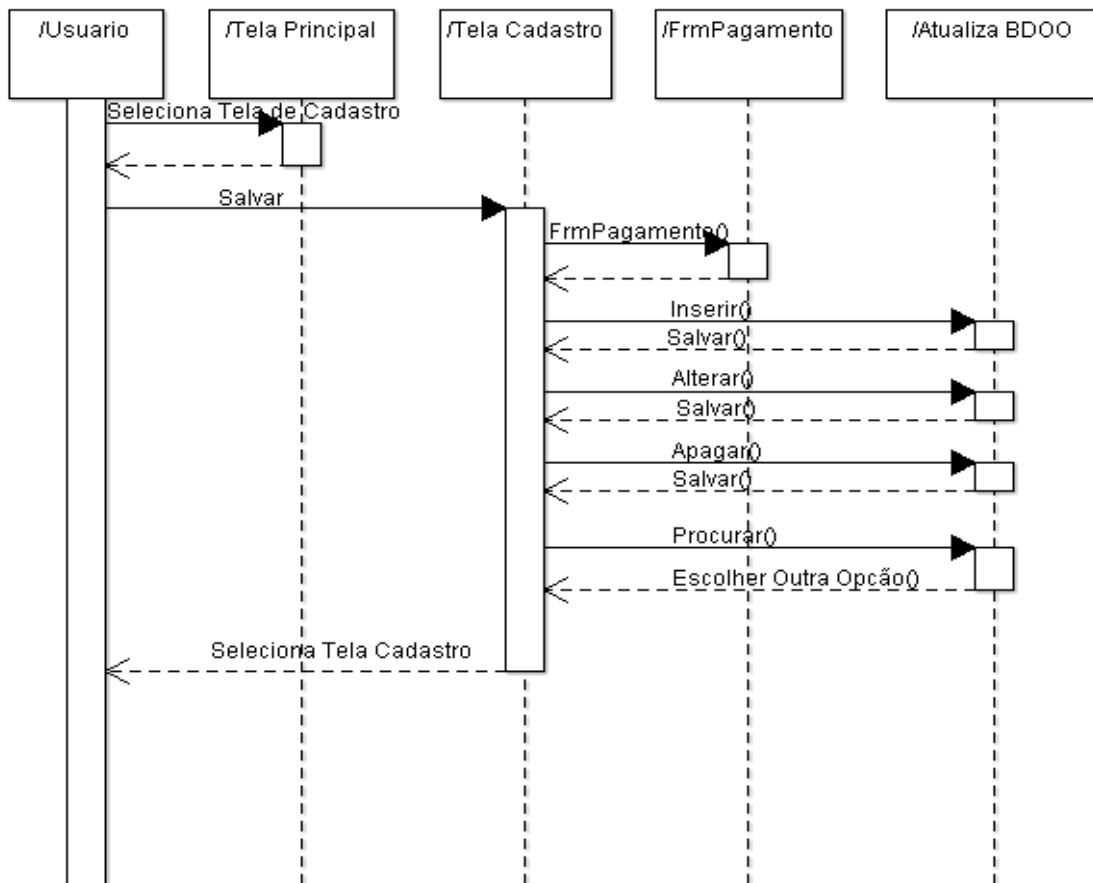 /Usuario
/Tela Principal
/Tela Cadastro
/FrmPagamento
/Atualiza BDOO
Seleciona Tela de Cadastro
Salvar
FrmPagamento()
Inserir()
Salvar()
Alterar()
Salvar()
Apagar()
Salvar()
Procurar()
Escolher Outra Opcão()
Seleciona Tela Cadastro